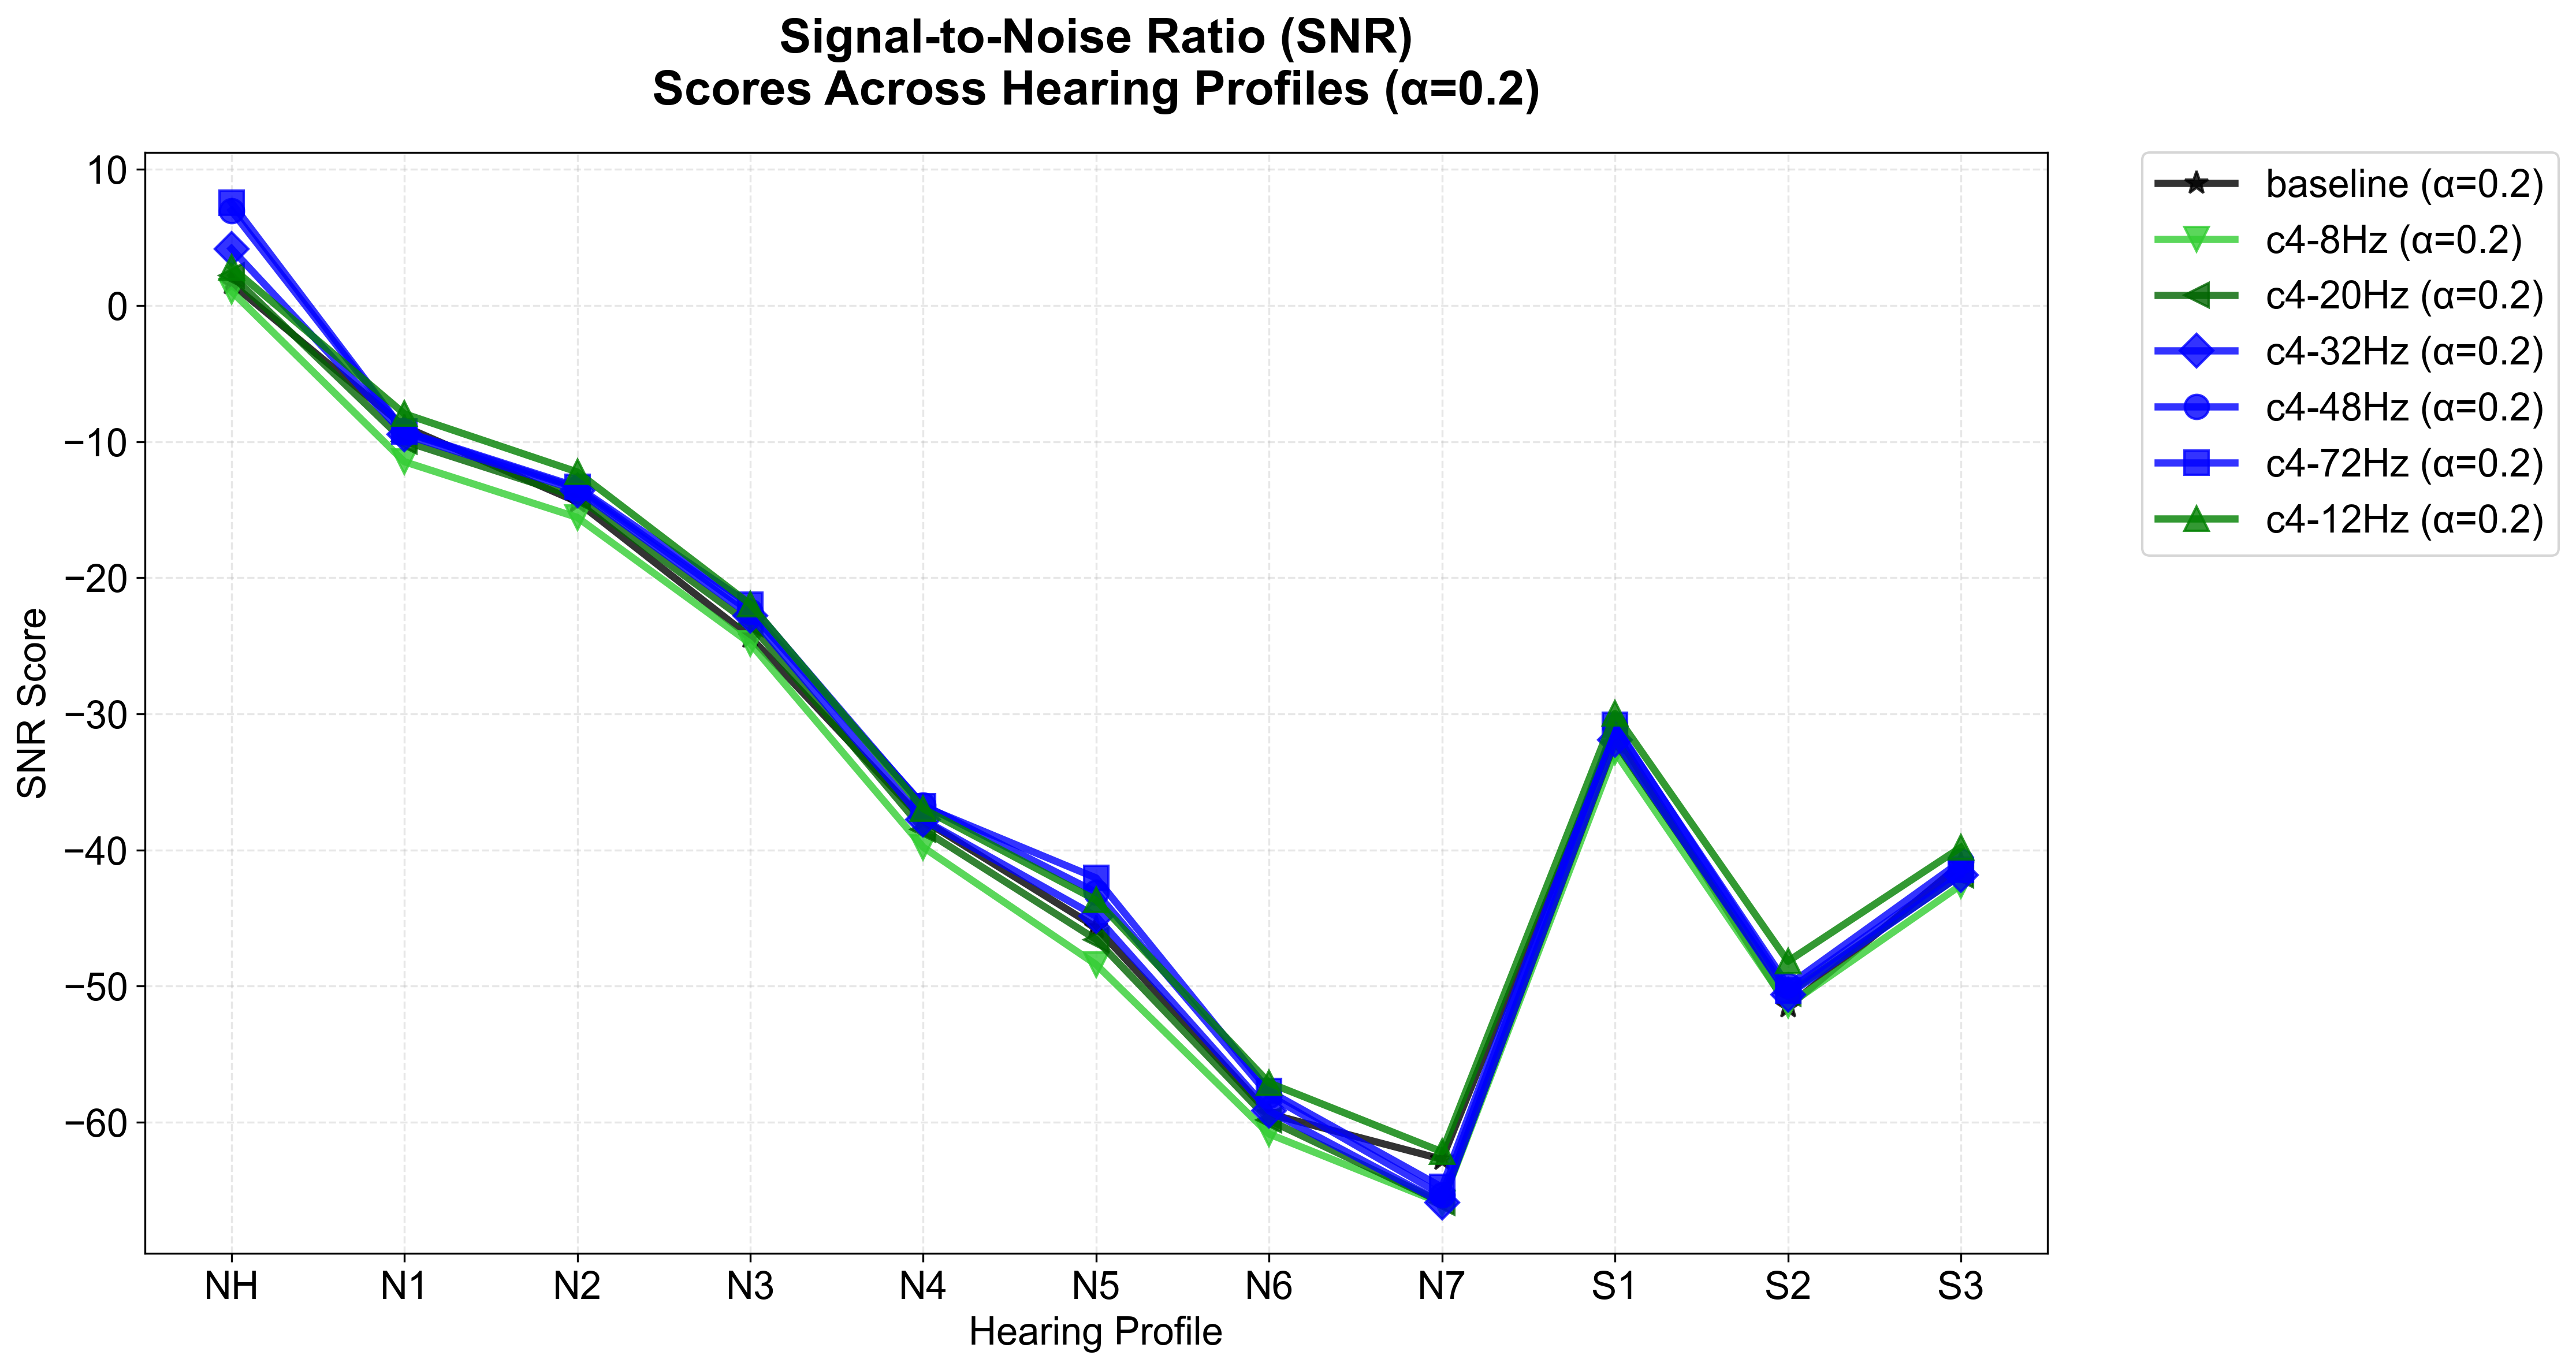 Signal-to-Noise Ratio (SNR)
Scores Across Hearing Profiles (α=0.2)
10
0
−10
−20
−30
−40
−50
−60
SNR Score
NH N1 N2 N3 N4 N5 N6 N7 S1 S2 S3
Hearing Profile
baseline (α=0.2)
c4-8Hz (α=0.2)
c4-20Hz (α=0.2)
c4-32Hz (α=0.2)
c4-48Hz (α=0.2)
c4-72Hz (α=0.2)
c4-12Hz (α=0.2)